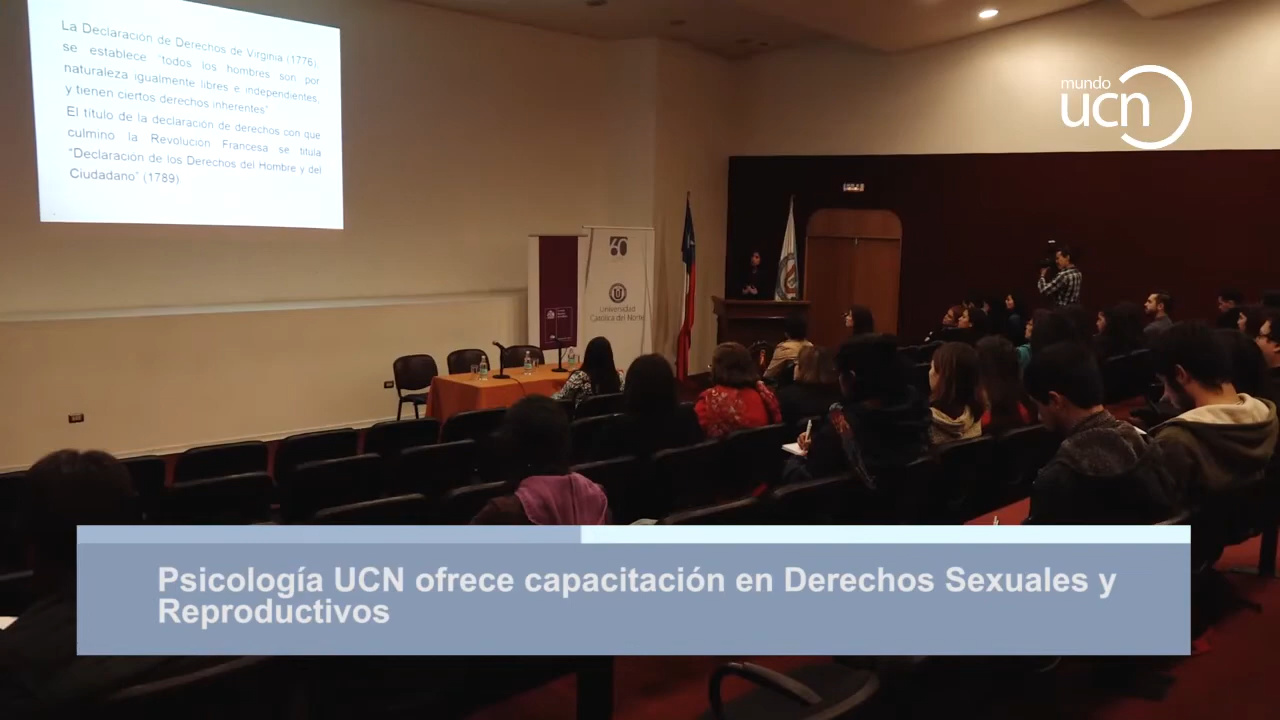 La Declaración de Derechos de Virginia (1776),
se establece "todos los hombres son por
naturaleza igualmente libres e independientes,
y tienen ciertos derechos inherentes"
El título de la declaración de derechos con que
culmino la Revolucion Francesa se titula
"Declaración de los Derechos del Hombre y del
Ciudadano" (1789)
mundo
ucn
60
Universidad
Católica del Norte
Psicología UCN ofrece capacitación en Derechos Sexuales y
Reproductivos